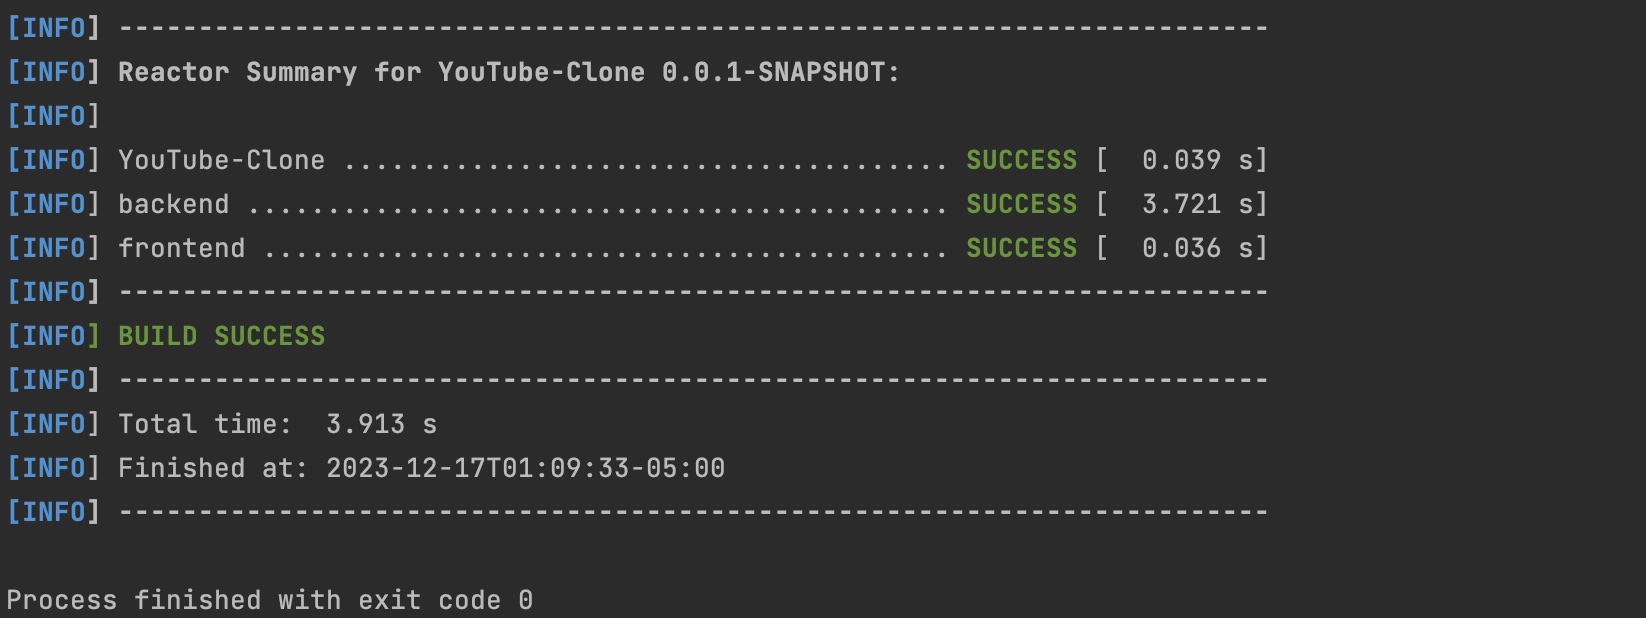 [INFO] ------------------------------------------------------------------------
[INFO] Reactor Summary for YouTube-Clone 0.0.1-SNAPSHOT:
[INFO]
[INFO] YouTube-Clone ...................................... SUCCESS [  0.039 s]
[INFO] backend ............................................ SUCCESS [  3.721 s]
[INFO] frontend ........................................... SUCCESS [  0.036 s]
[INFO] ------------------------------------------------------------------------
[INFO] BUILD SUCCESS
[INFO] ------------------------------------------------------------------------
[INFO] Total time:  3.913 s
[INFO] Finished at: 2023-12-17T01:09:33-05:00
[INFO] ------------------------------------------------------------------------
Process finished with exit code 0